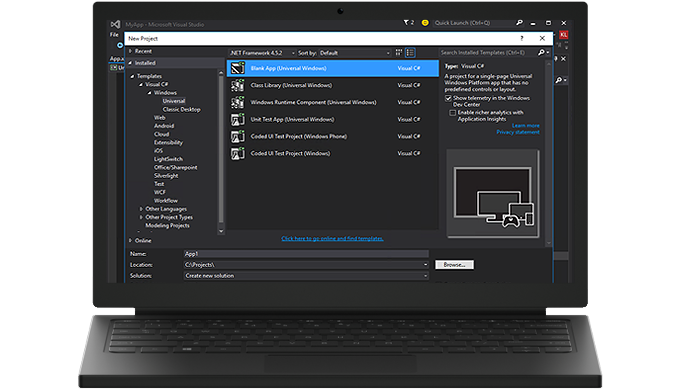 MyApp - Microsoft Visual Studio
2
Quick Launch (Ctrl+Q)
File
KL
New Project
?
Recent
.NET Framework 4.5.2
Sort by: Default
Search Installed Templates (Ctrl+E)
Installed
Templates
Visual C#
Windows
Universal
Classic Desktop
Web
Android
Cloud
Extensibility
iOS
LightSwitch
Office/Sharepoint
Silverlight
Test
WCF
Workflow
Other Languages
Other Project Types
Modeling Projects
Online
Blank App (Universal Windows) Visual C#
Class Library (Universal Windows) Visual C#
Windows Runtime Component (Universal Windows) Visual C#
Unit Test App (Universal Windows) Visual C#
Coded UI Test Project (Windows Phone) Visual C#
Coded UI Test Project (Windows) Visual C#
Click here to go online and find templates.
Type: Visual C#
A project for a single-page Universal
Windows Platform app that has no
predefined controls or layout.
Show telemetry in the Windows
Dev Center
Enable richer analytics with
Application Insights
Learn more
Privacy statement
Name: App1
Location: C:\Projects\
Browse...
Solution: Create new solution